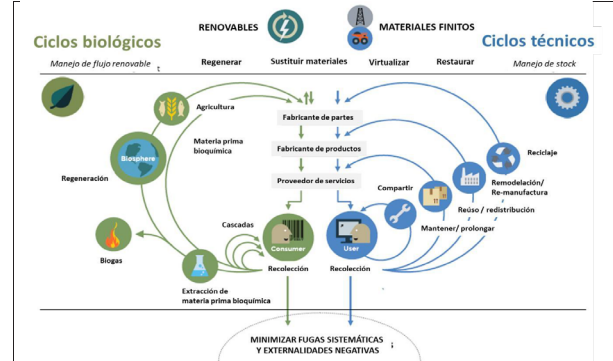 RENOVABLES
MATERIALES FINITOS
Ciclos biológicos
Ciclos técnicos
Manejo de flujo renovable
Regenerar
Sustituir materiales
Virtualizar
Restaurar
Manejo de stock
Agricultura
Fabricante de partes
Materia prima
bioquímica
Fabricante de productos
Reciclaje
Biosphere
Regeneración
Proveedor de servicios
Compartir
Remodelación/
Re-manufactura
Reúso / redistribución
Cascadas
Mantener/ prolongar
Consumer
User
Biogas
Recolección
Recolección
Extracción de
materia prima bioquímica
MINIMIZAR FUGAS SISTEMÁTICAS
Y EXTERNALIDADES NEGATIVAS